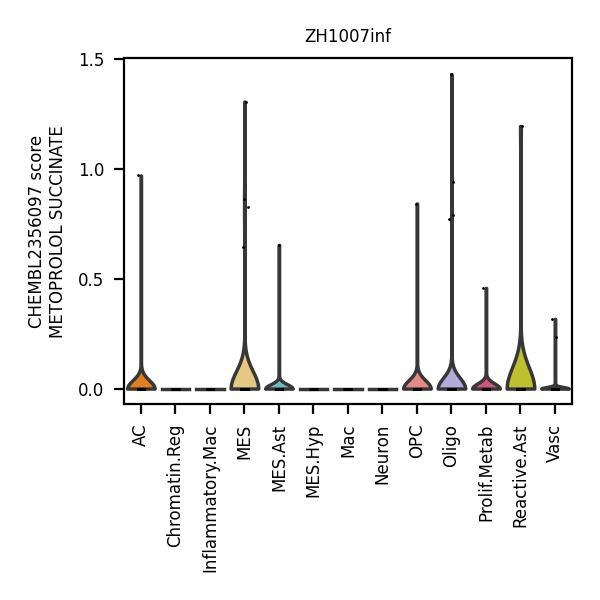 ZH1007inf
CHEMBL2356097 score
METOPROLOL SUCCINATE
1.5
1.0
0.5
0.0
AC
Chromatin.Reg
Inflammatory.Mac
MES
MES.Ast
MES.Hyp
Mac
Neuron
OPC
Oligo
Prolif.Metab
Reactive.Ast
Vasc